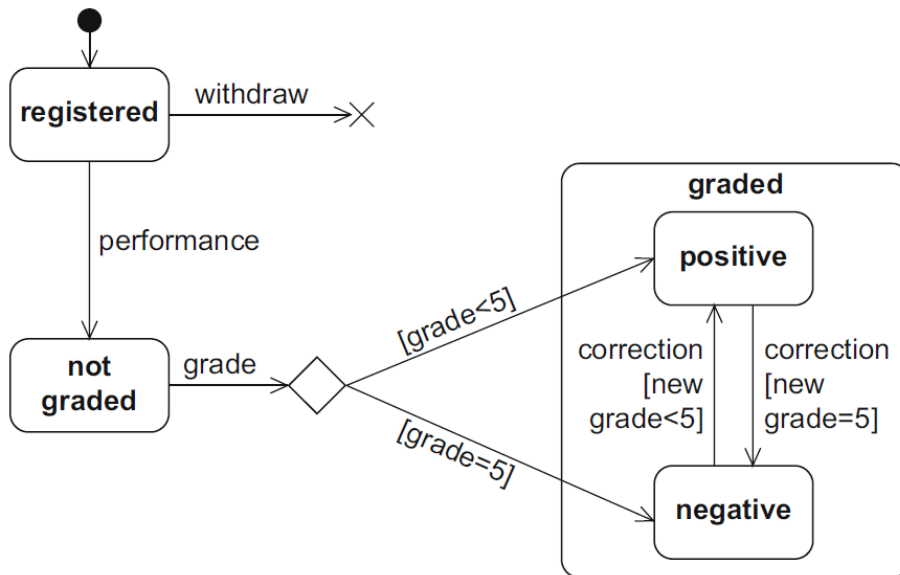 registered
withdraw
performance
not
graded
grade
[grade<5]
[grade=5]
graded
positive
correction
[new
grade<5]
correction
[new
grade=5]
negative